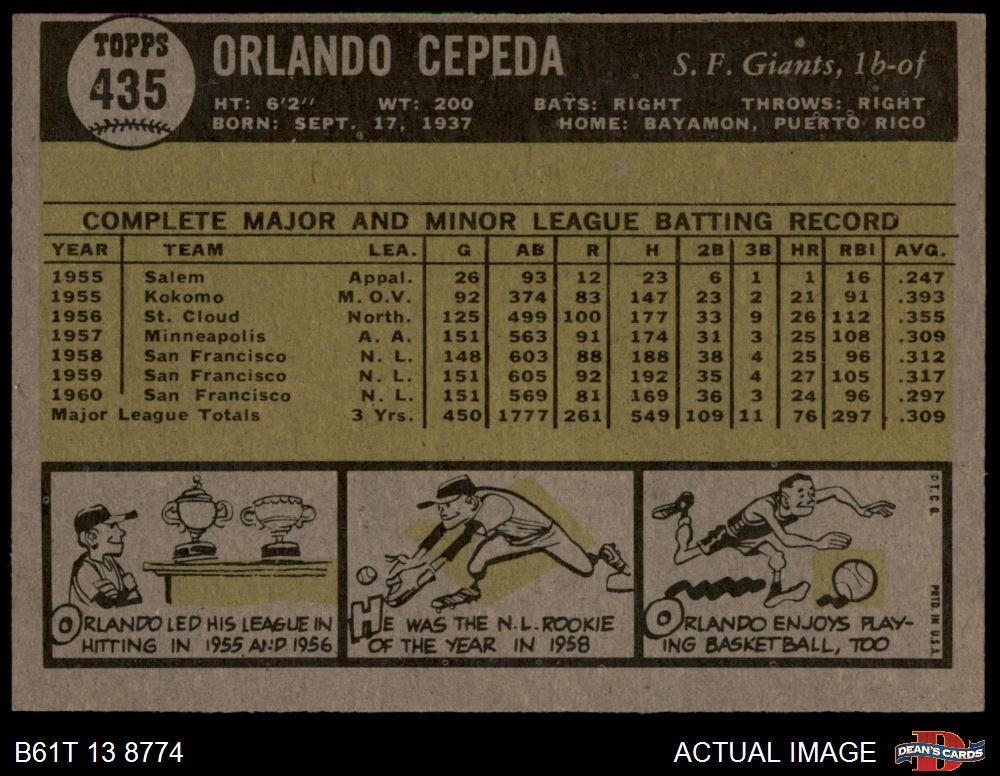 TOPPS
435
ORLANDO CEPEDA
S. F. Giants, 1b-of
HT: 6'2" WT: 200 BATS: RIGHT THROWS: RIGHT
BORN: SEPT. 17, 1937 HOME: BAYAMON, PUERTO RICO
COMPLETE MAJOR AND MINOR LEAGUE BATTING RECORD
YEAR TEAM LEA. G AB R H 2B 3B HR RBI AVG.
1955 Salem Appal. 26 93 12 23 6 1 1 16 .247
1955 Kokomo M. O. V. 92 374 83 147 23 2 21 91 .393
1956 St. Cloud North. 125 499 100 177 33 9 26 112 .355
1957 Minneapolis A. A. 151 563 91 174 31 3 25 108 .309
1958 San Francisco N. L. 148 603 88 188 38 4 25 96 .312
1959 San Francisco N. L. 151 605 92 192 35 4 27 105 .317
1960 San Francisco N. L. 151 569 81 169 36 3 24 96 .297
Major League Totals 3 Yrs. 450 1777 261 549 109 11 76 297 .309
ORLANDO LED HIS LEAGUE IN
HITTING IN 1955 AND 1956
HE WAS THE N.L. ROOKIE
OF THE YEAR IN 1958
ORLANDO ENJOYS PLAY-
ING BASKETBALL, TOO
© T. C. G.
PRTD. IN U.S.A.
B61T 13 8774
ACTUAL IMAGE
DEAN'S CARDS